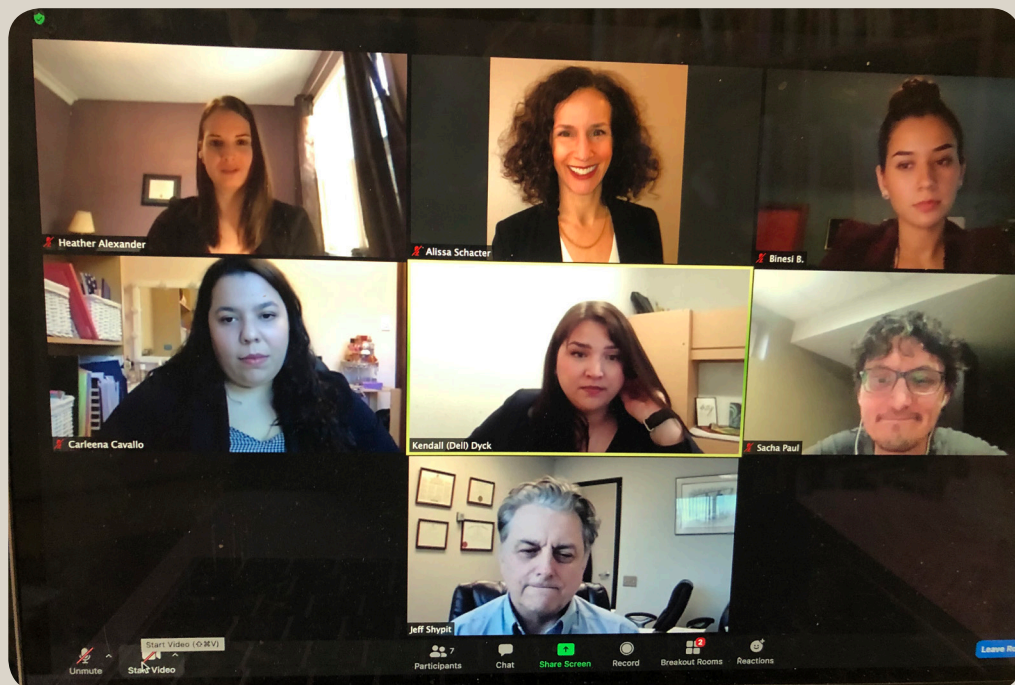 Heather Alexander
Alissa Schacter
Binesi B.
Carleena Cavallo
Kendall (Dell) Dyck
Sacha Paul
Jeff Shypit
Start Video (⇧⌘V)
Unmute
Start Video
Participants
7
Chat
Share Screen
Record
Breakout Rooms
2
Reactions
Leave